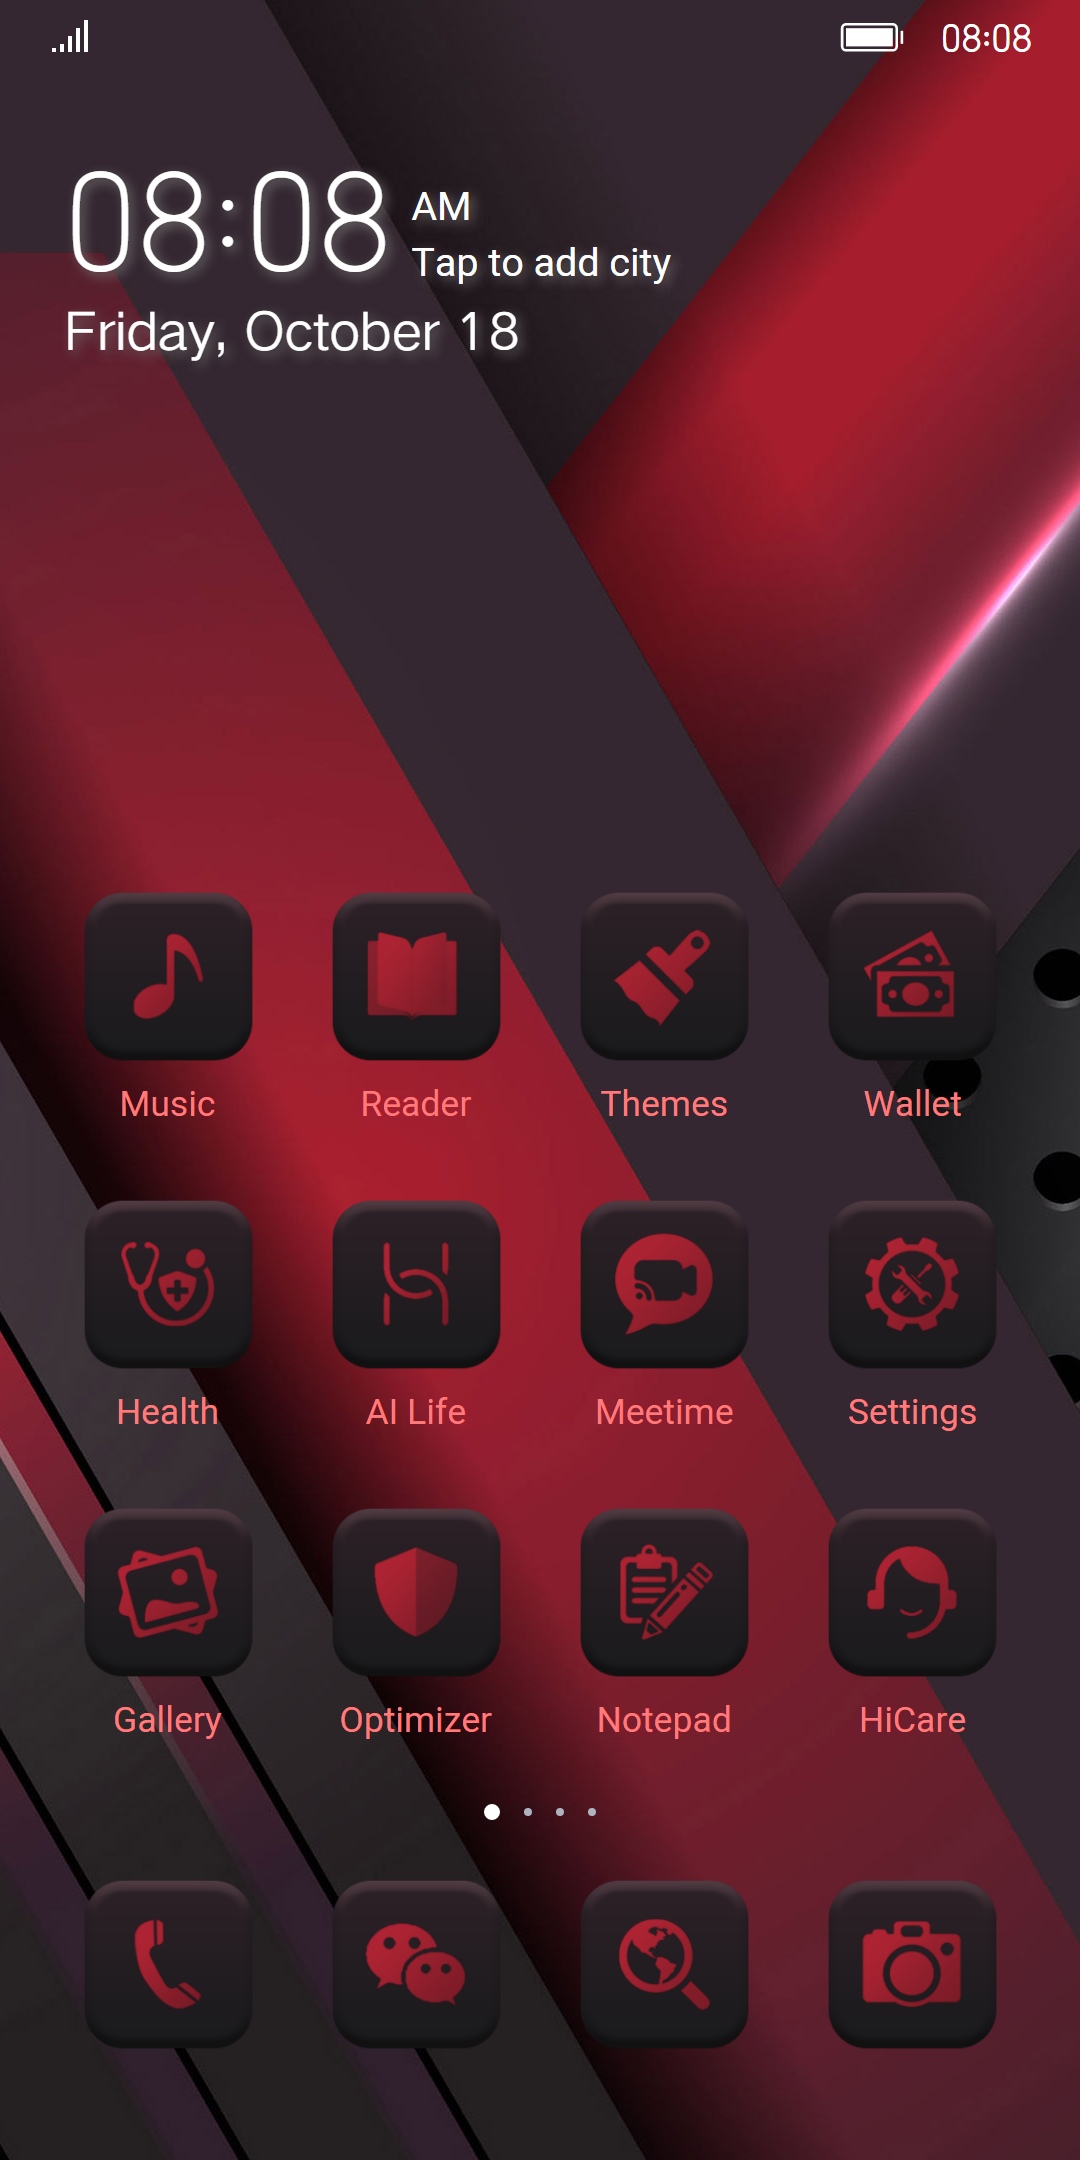 08:08
08:08 AM
Tap to add city
Friday, October 18
Music Reader Themes Wallet
Health AI Life Meetime Settings
Gallery Optimizer Notepad HiCare